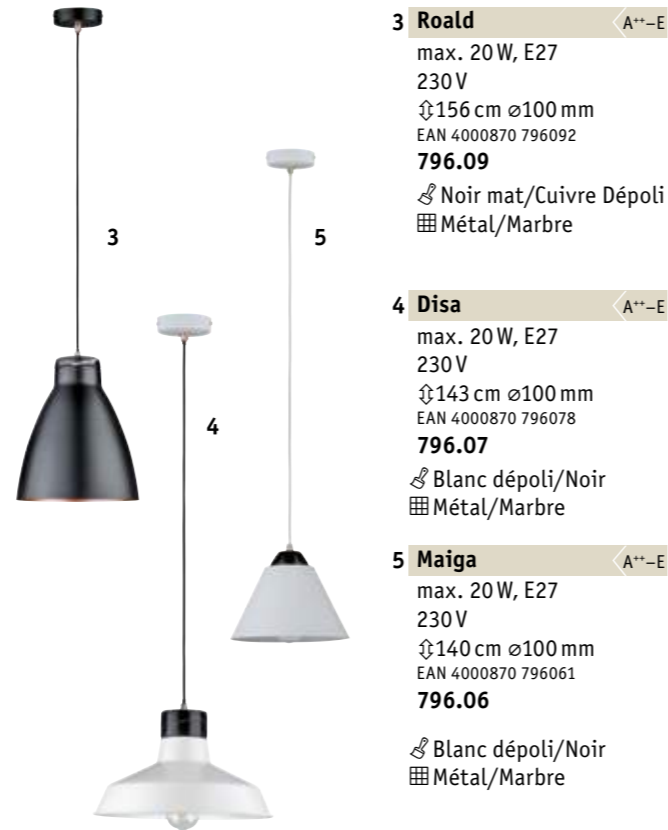 3 Roald A++–E
max. 20 W, E27
230 V
⇕156 cm ⌀100 mm
EAN 4000870 796092
796.09
Noir mat/Cuivre Dépoli
Métal/Marbre
3
5
4
4 Disa A++–E
max. 20 W, E27
230 V
⇕143 cm ⌀100 mm
EAN 4000870 796078
796.07
Blanc dépoli/Noir
Métal/Marbre
5 Maiga A++–E
max. 20 W, E27
230 V
⇕140 cm ⌀100 mm
EAN 4000870 796061
796.06
Blanc dépoli/Noir
Métal/Marbre